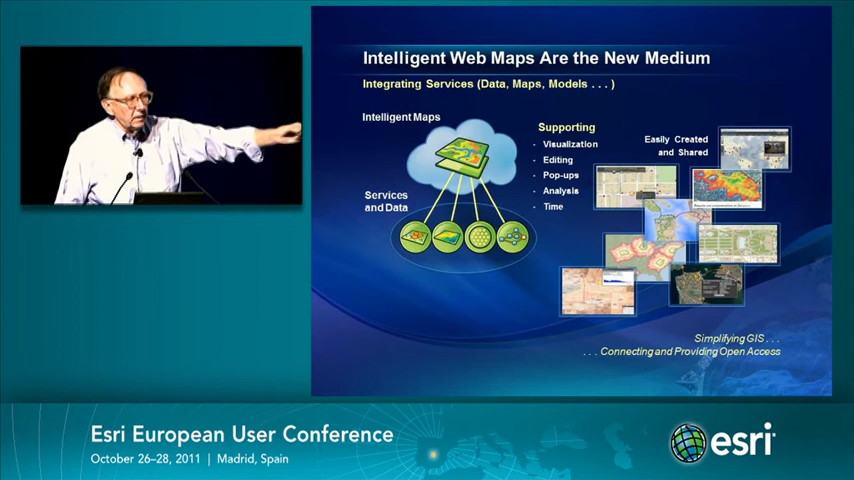 Intelligent Web Maps Are the New Medium
Integrating Services (Data, Maps, Models . . . )
Intelligent Maps
Services
and Data
Supporting
- Visualization
- Editing
- Pop-ups
- Analysis
- Time
Easily Created
and Shared
Simplifying GIS . . .
. . . Connecting and Providing Open Access
Esri European User Conference
October 26–28, 2011 | Madrid, Spain
esri